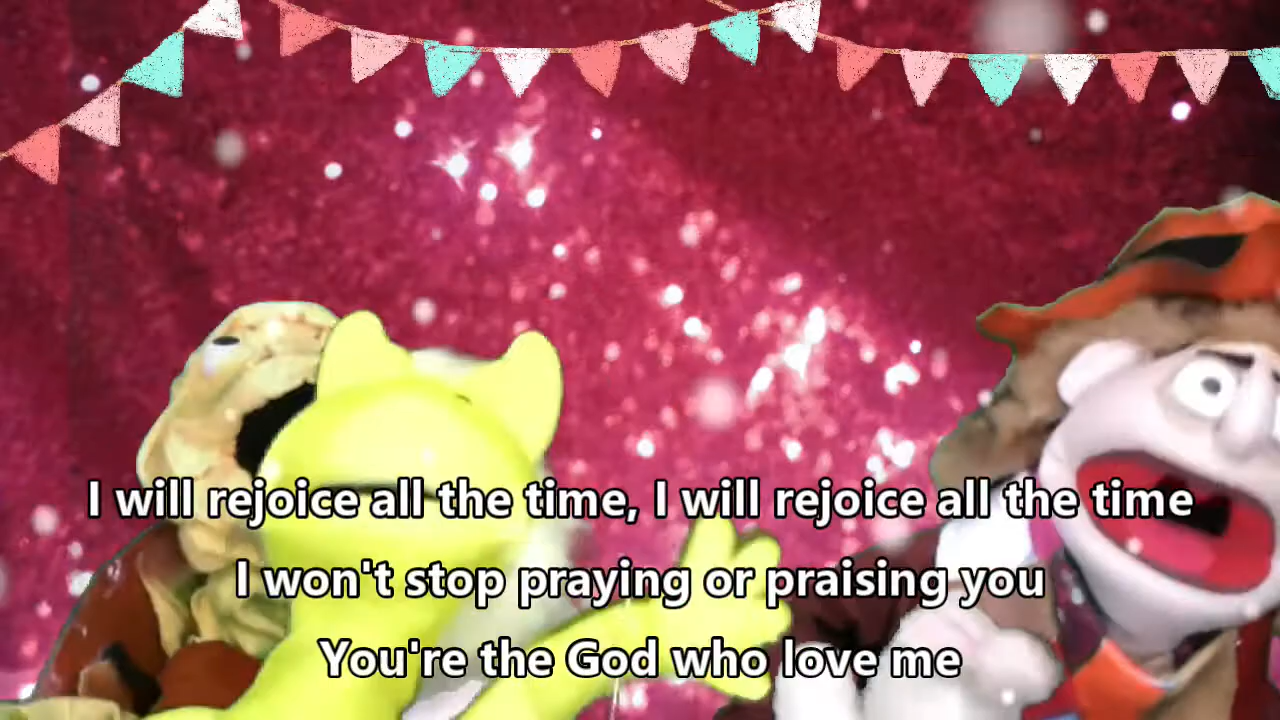 I will rejoice all the time, I will rejoice all the time
I won't stop praying or praising you
You're the God who love me